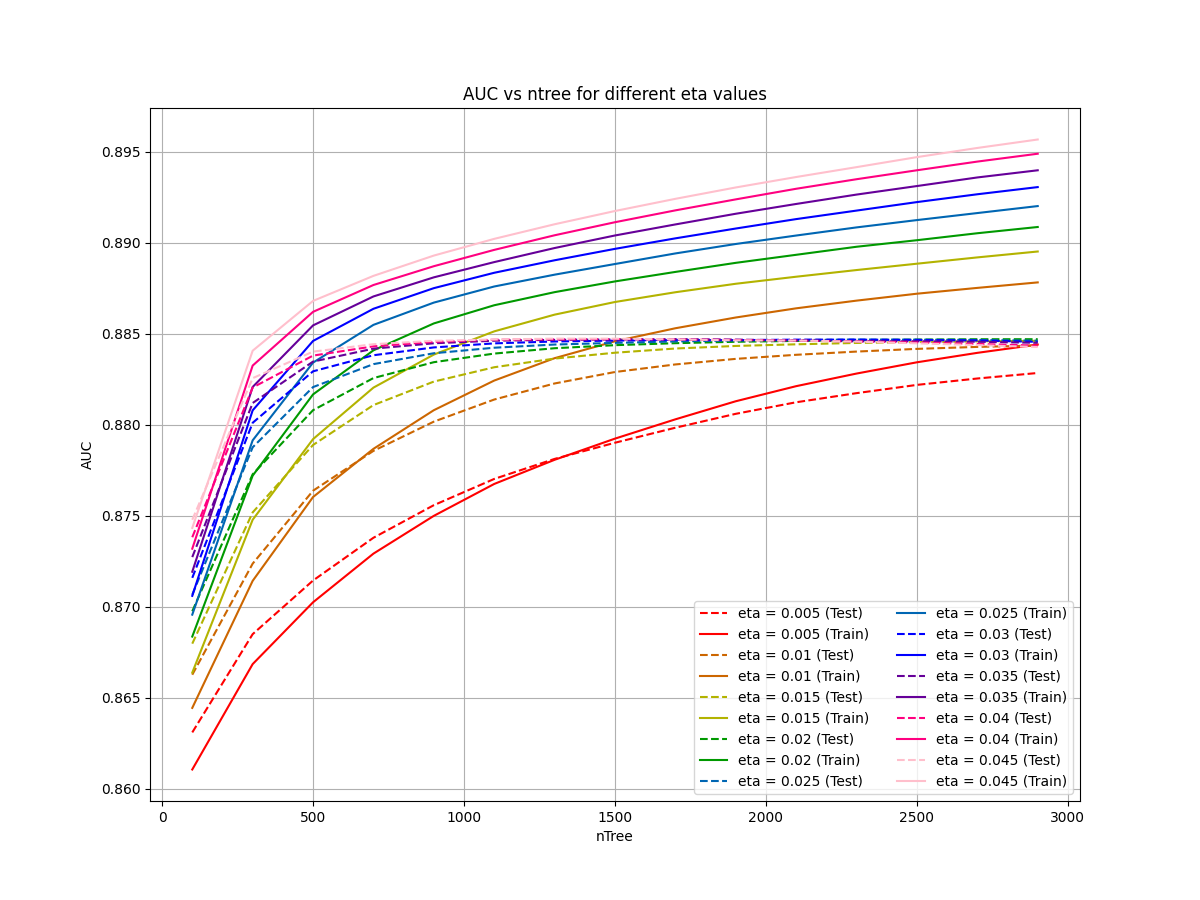 AUC vs ntree for different eta values
0.895
0.890
0.885
0.880
0.875
0.870
0.865
0.860
AUC
0
500
1000
1500
2000
2500
3000
nTree
eta = 0.005 (Test)
eta = 0.005 (Train)
eta = 0.01 (Test)
eta = 0.01 (Train)
eta = 0.015 (Test)
eta = 0.015 (Train)
eta = 0.02 (Test)
eta = 0.02 (Train)
eta = 0.025 (Test)
eta = 0.025 (Train)
eta = 0.03 (Test)
eta = 0.03 (Train)
eta = 0.035 (Test)
eta = 0.035 (Train)
eta = 0.04 (Test)
eta = 0.04 (Train)
eta = 0.045 (Test)
eta = 0.045 (Train)